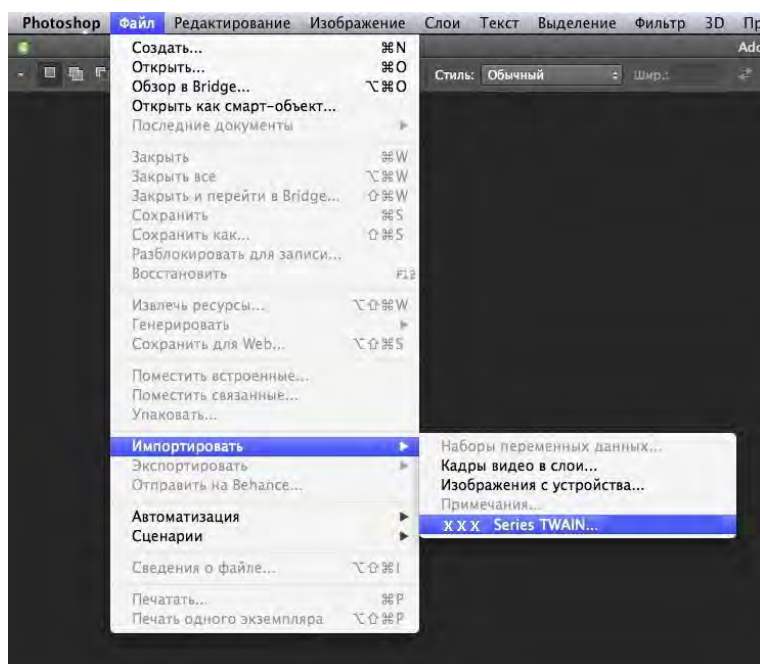 Photoshop Файл Редактирование Изображение Слои Текст Выделение Фильтр 3D Пр
Ado
Стиль: Обычный Шир.:
Создать... ⌘N
Открыть... ⌘O
Обзор в Bridge... ⌥⌘O
Открыть как смарт-объект...
Последние документы
Закрыть ⌘W
Закрыть все ⌥⌘W
Закрыть и перейти в Bridge... ⇧⌘W
Сохранить ⌘S
Сохранить как... ⇧⌘S
Разблокировать для записи...
Восстановить F12
Извлечь ресурсы... ⌥⇧⌘W
Генерировать
Сохранить для Web... ⌥⇧⌘S
Поместить встроенные...
Поместить связанные...
Упаковать...
Импортировать
Экспортировать
Отправить на Behance...
Автоматизация
Сценарии
Сведения о файле... ⌥⇧⌘I
Печатать... ⌘P
Печать одного экземпляра ⌥⇧⌘P
Наборы переменных данных...
Кадры видео в слои...
Изображения с устройства...
Примечания...
X X X Series TWAIN...